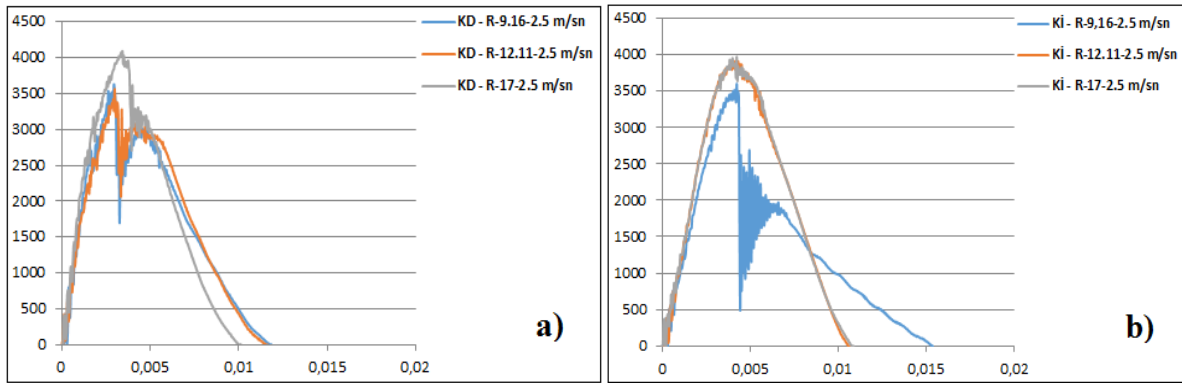 4500
4000
3500
3000
2500
2000
1500
1000
500
0
0 0,005 0,01 0,015 0,02
KD - R-9.16-2.5 m/sn
KD - R-12.11-2.5 m/sn
KD - R-17-2.5 m/sn
a)
4500
4000
3500
3000
2500
2000
1500
1000
500
0
0 0,005 0,01 0,015 0,02
Kİ - R-9,16-2.5 m/sn
Kİ - R-12.11-2.5 m/sn
Kİ - R-17-2.5 m/sn
b)